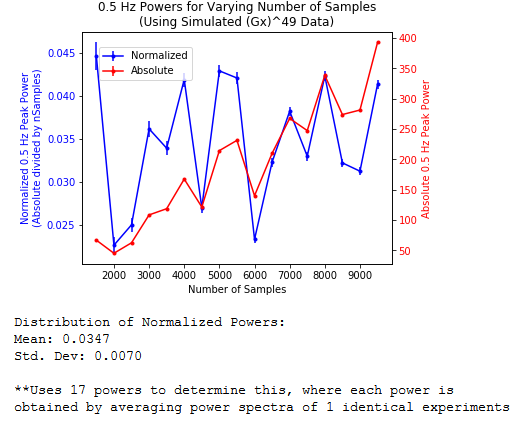 0.5 Hz Powers for Varying Number of Samples
(Using Simulated (Gx)^49 Data)
Normalized
Absolute
Normalized 0.5 Hz Peak Power
(Absolute divided by nSamples)
0.045
0.040
0.035
0.030
0.025
400
350
300
250
200
150
100
50
Absolute 0.5 Hz Peak Power
2000 3000 4000 5000 6000 7000 8000 9000
Number of Samples
Distribution of Normalized Powers:
Mean: 0.0347
Std. Dev: 0.0070
**Uses 17 powers to determine this, where each power is
obtained by averaging power spectra of 1 identical experiments